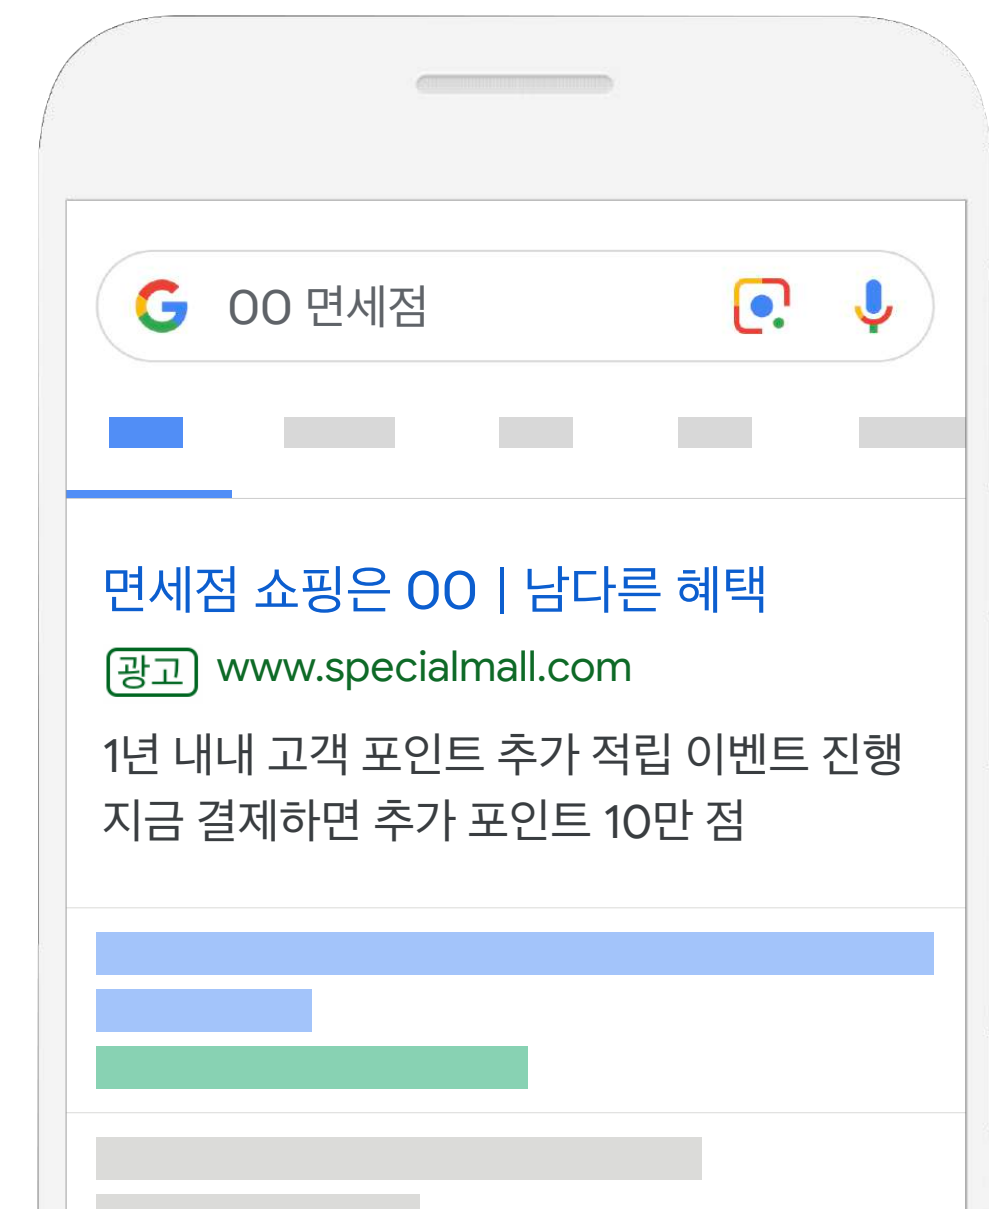 OO 면세점
면세점 쇼핑은 OO | 남다른 혜택
광고 www.specialmall.com
1년 내내 고객 포인트 추가 적립 이벤트 진행
지금 결제하면 추가 포인트 10만 점